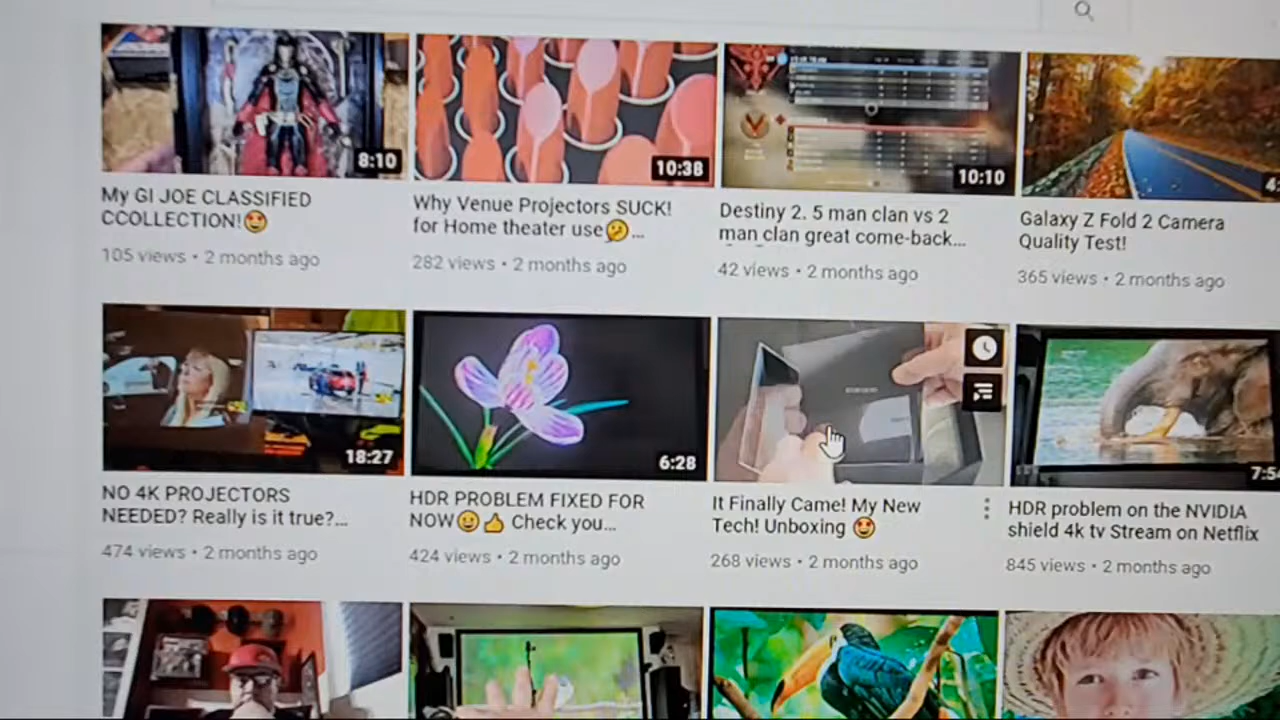 8:10
10:38
10:10
4:
My GI JOE CLASSIFIED
CCOLLECTION!🤩
105 views • 2 months ago
Why Venue Projectors SUCK!
for Home theater use🤔...
282 views • 2 months ago
Destiny 2. 5 man clan vs 2
man clan great come-back...
42 views • 2 months ago
Galaxy Z Fold 2 Camera
Quality Test!
365 views • 2 months ago
18:27
6:28
7:54
NO 4K PROJECTORS
NEEDED? Really is it true?...
474 views • 2 months ago
HDR PROBLEM FIXED FOR
NOW😀👍 Check you...
424 views • 2 months ago
It Finally Came! My New
Tech! Unboxing 🤩
268 views • 2 months ago
HDR problem on the NVIDIA
shield 4k tv Stream on Netflix
845 views • 2 months ago